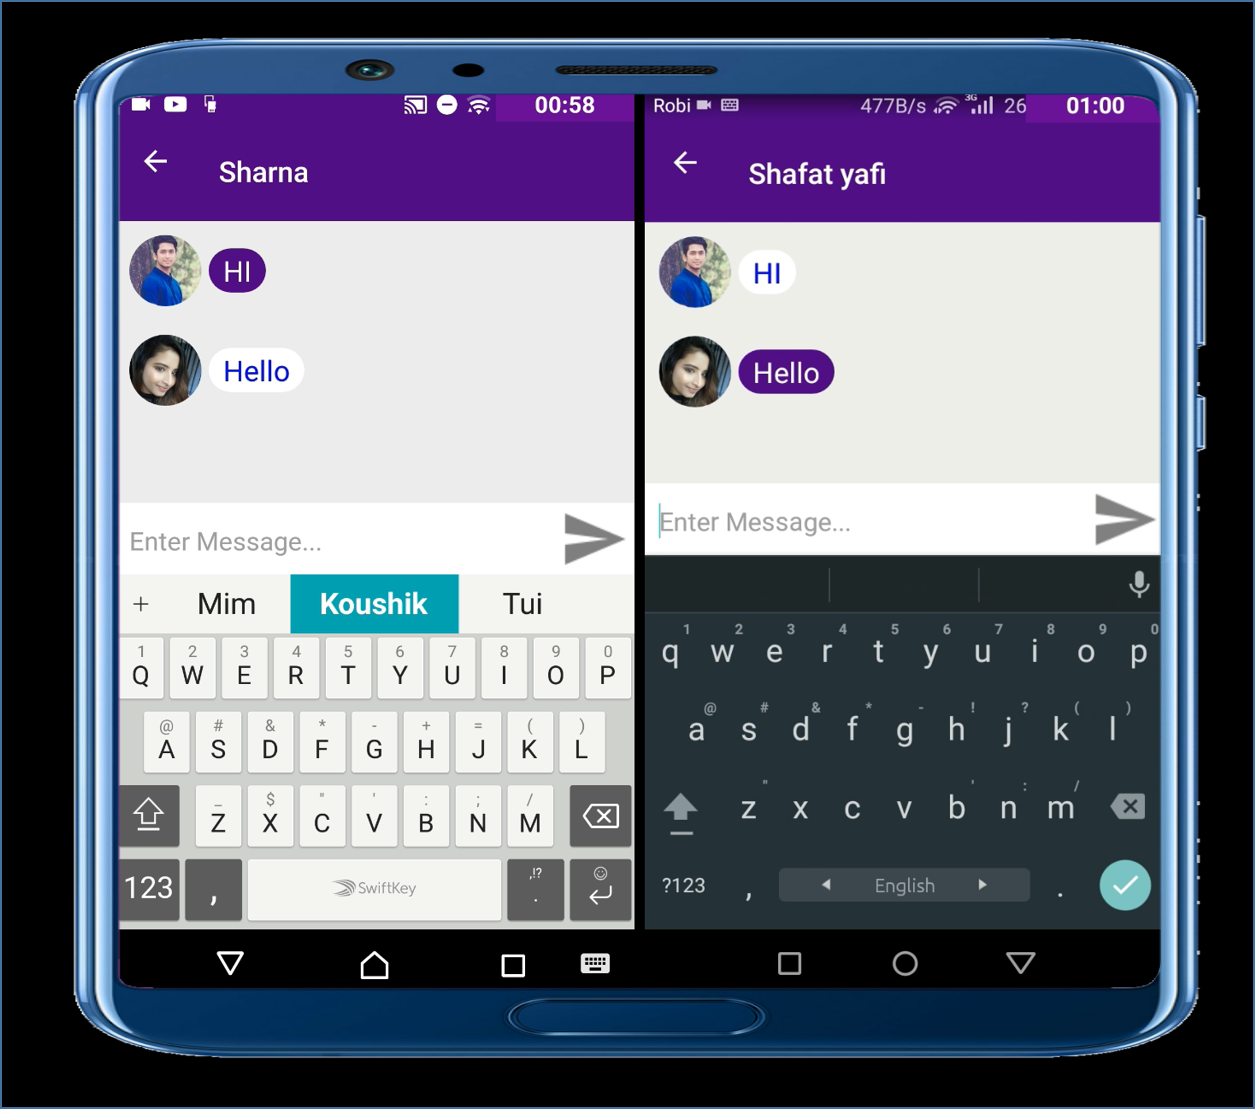 00:58
Sharna
HI
Hello
Enter Message...
+ Mim Koushik Tui
1 2 3 4 5 6 7 8 9 0
Q W E R T Y U I O P
@ # & * - + = ( )
A S D F G H J K L
_ $ " ' : ; /
Z X C V B N M
123 , SwiftKey ,!? .
Robi 477B/s 3G 26 01:00
Shafat yafi
HI
Hello
Enter Message...
1 2 3 4 5 6 7 8 9 0
q w e r t y u i o p
@ # & * - ! ? ( )
a s d f g h j k l
" ' : /
z x c v b n m
?123 , English .